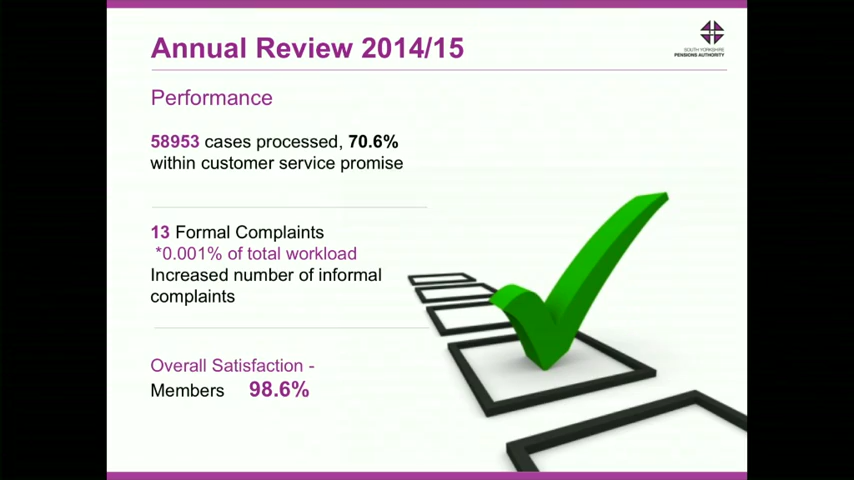 Annual Review 2014/15
SOUTH YORKSHIRE
PENSIONS AUTHORITY
Performance
58953 cases processed, 70.6%
within customer service promise
13 Formal Complaints
*0.001% of total workload
Increased number of informal
complaints
Overall Satisfaction -
Members 98.6%